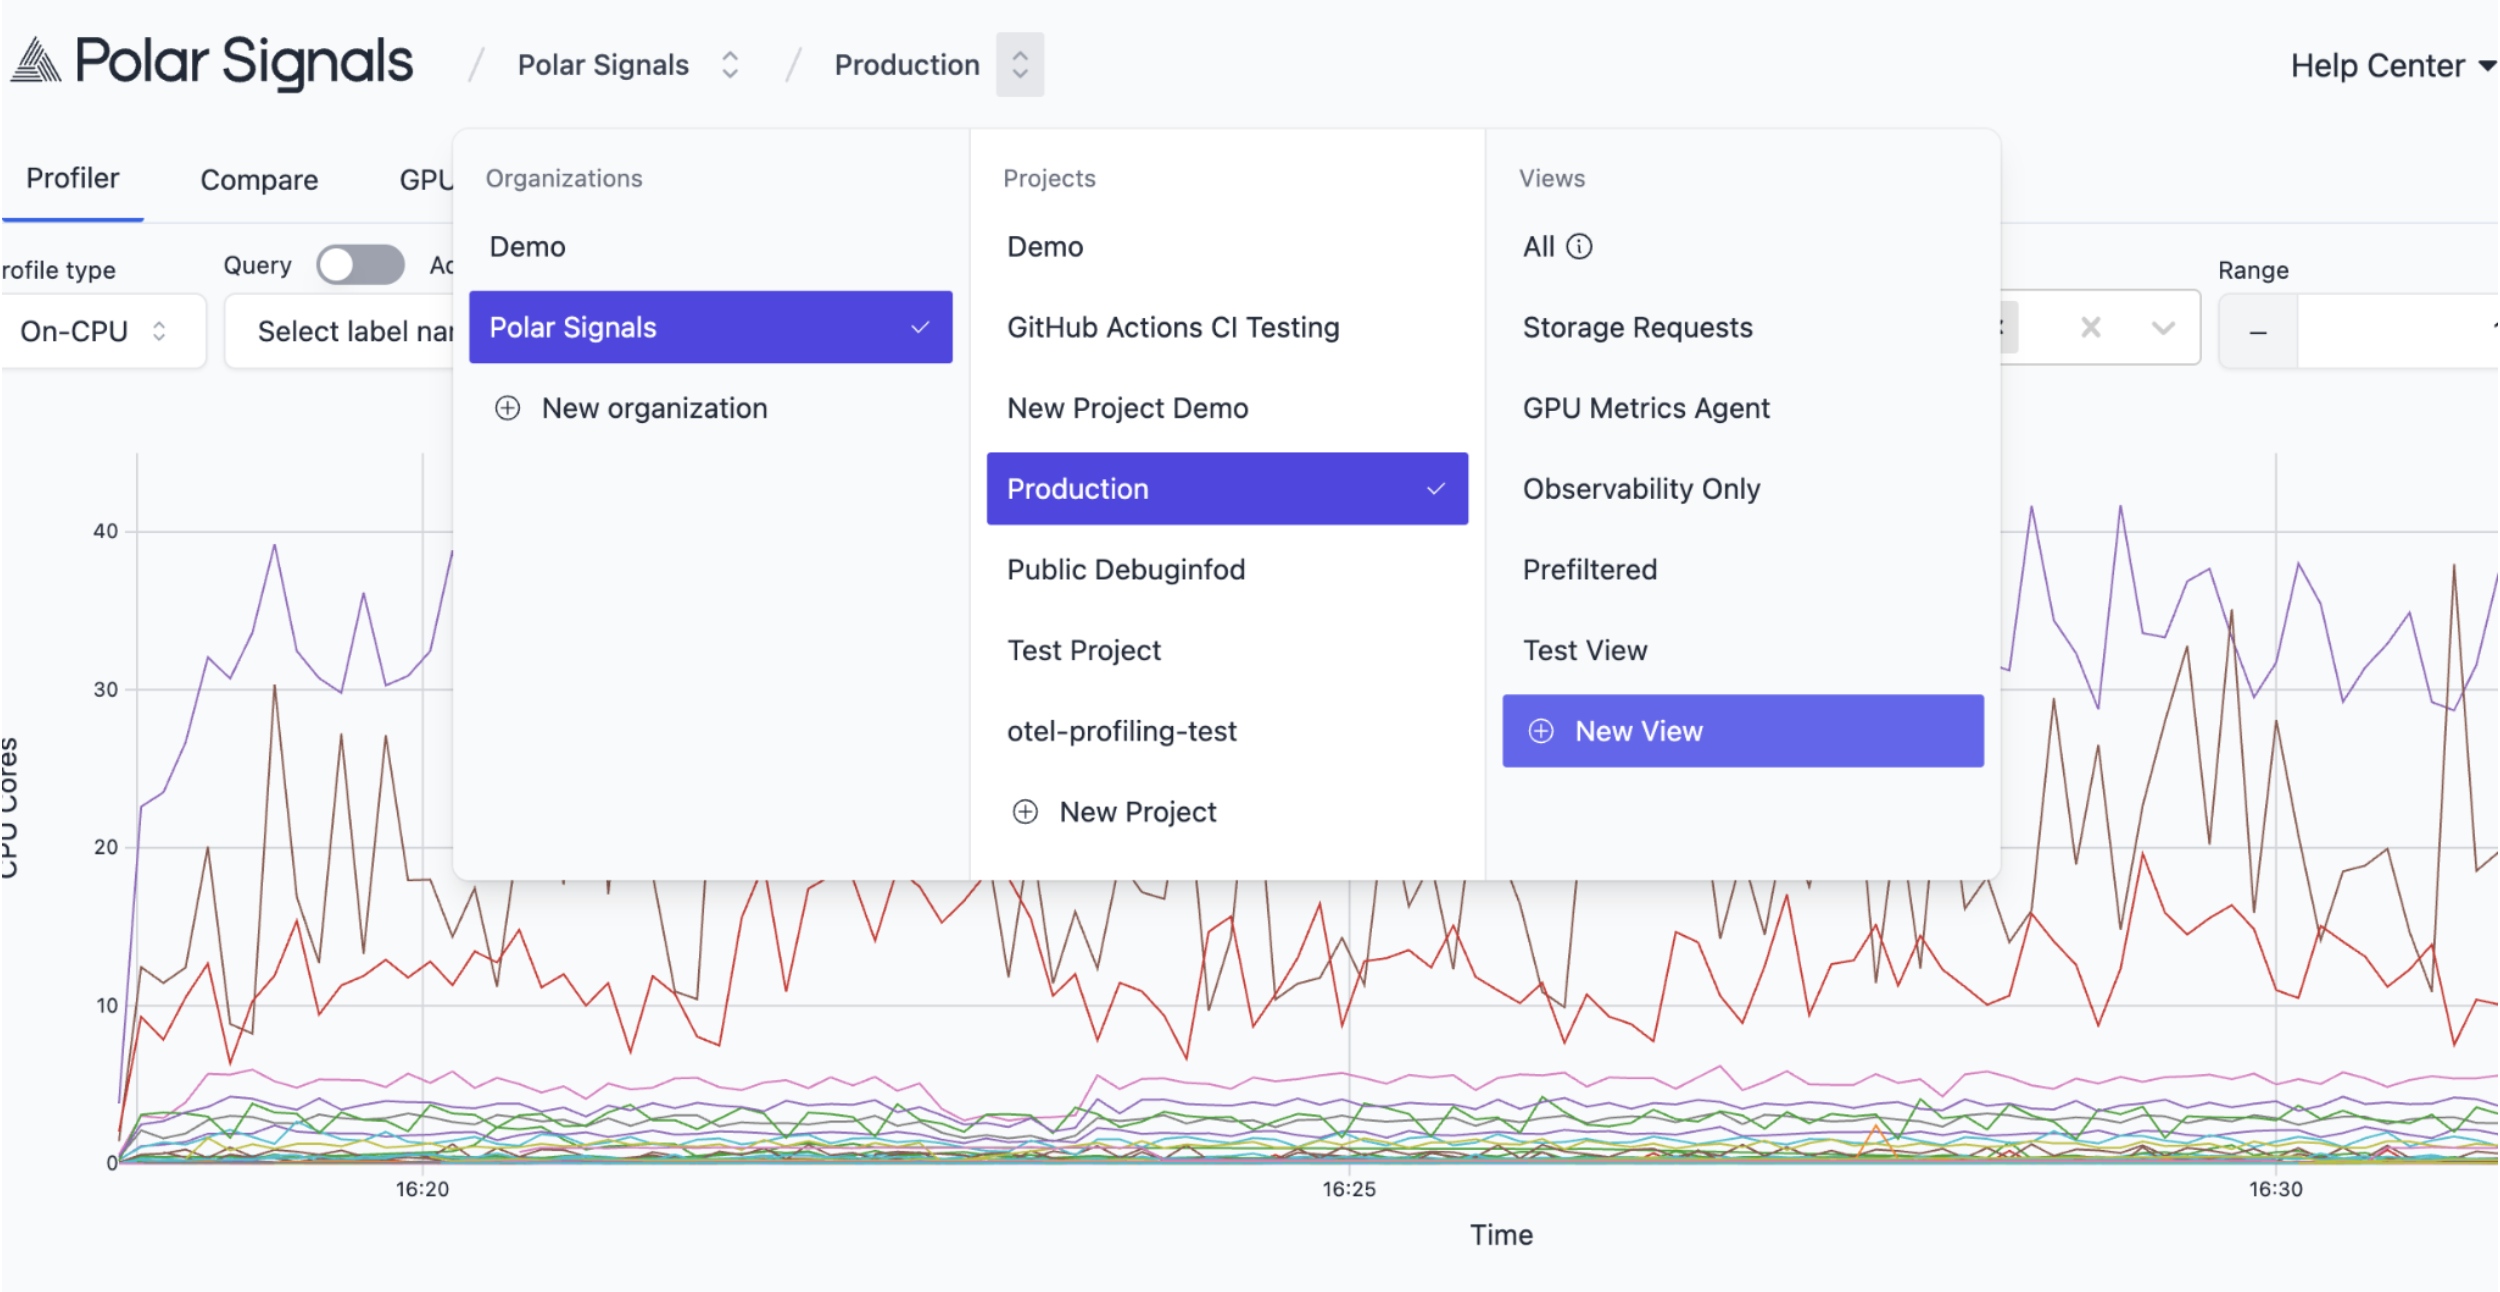 Polar Signals / Polar Signals / Production Help Center
Profiler Compare GPU
rofile type Query Range
On-CPU Select label nar
Organizations
Demo
Polar Signals
New organization
Projects
Demo
GitHub Actions CI Testing
New Project Demo
Production
Public Debuginfod
Test Project
otel-profiling-test
New Project
Views
All
Storage Requests
GPU Metrics Agent
Observability Only
Prefiltered
Test View
New View
CPU Cores
40
30
20
10
0
16:20 16:25 16:30
Time